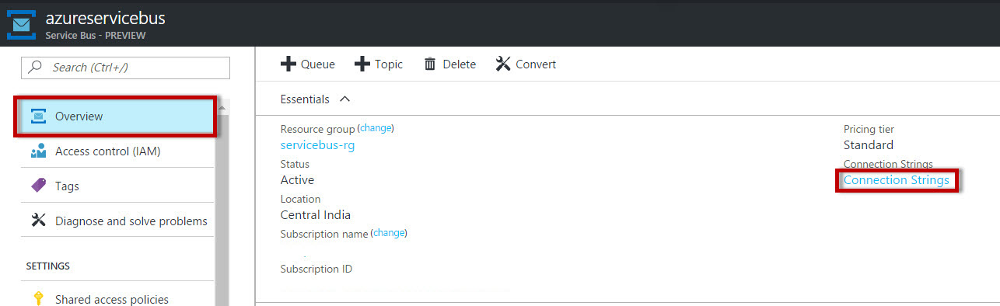 azureservicebus
Service Bus - PREVIEW
Search (Ctrl+/)
Overview
Access control (IAM)
Tags
Diagnose and solve problems
SETTINGS
Shared access policies
Queue Topic Delete Convert
Essentials
Resource group (change)
servicebus-rg
Status
Active
Location
Central India
Subscription name (change)
Subscription ID
Pricing tier
Standard
Connection Strings
Connection Strings